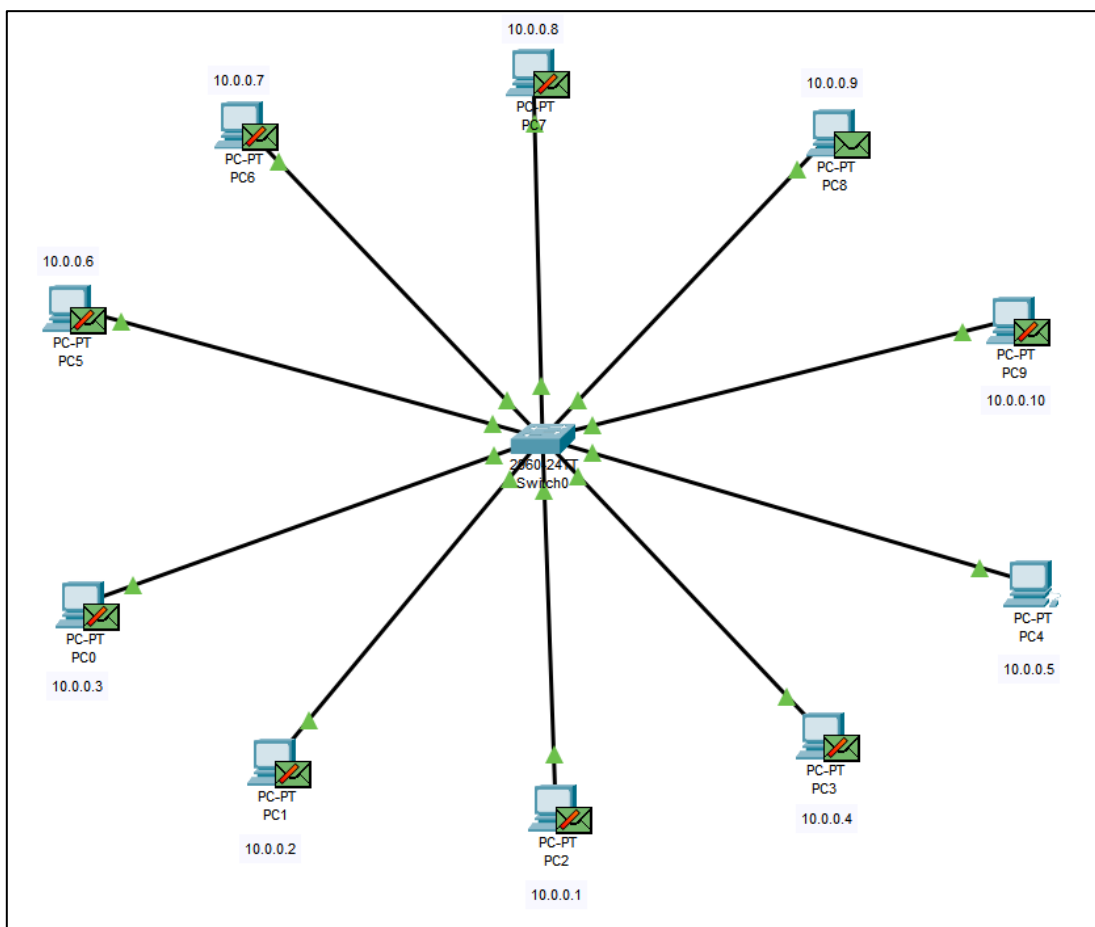 10.0.0.8
PC-PT
PC7
10.0.0.7
PC-PT
PC6
10.0.0.9
PC-PT
PC8
10.0.0.6
PC-PT
PC5
PC-PT
PC9
10.0.0.10
2960-24TT
Switch0
PC-PT
PC0
10.0.0.3
PC-PT
PC4
10.0.0.5
PC-PT
PC1
10.0.0.2
PC-PT
PC3
10.0.0.4
PC-PT
PC2
10.0.0.1